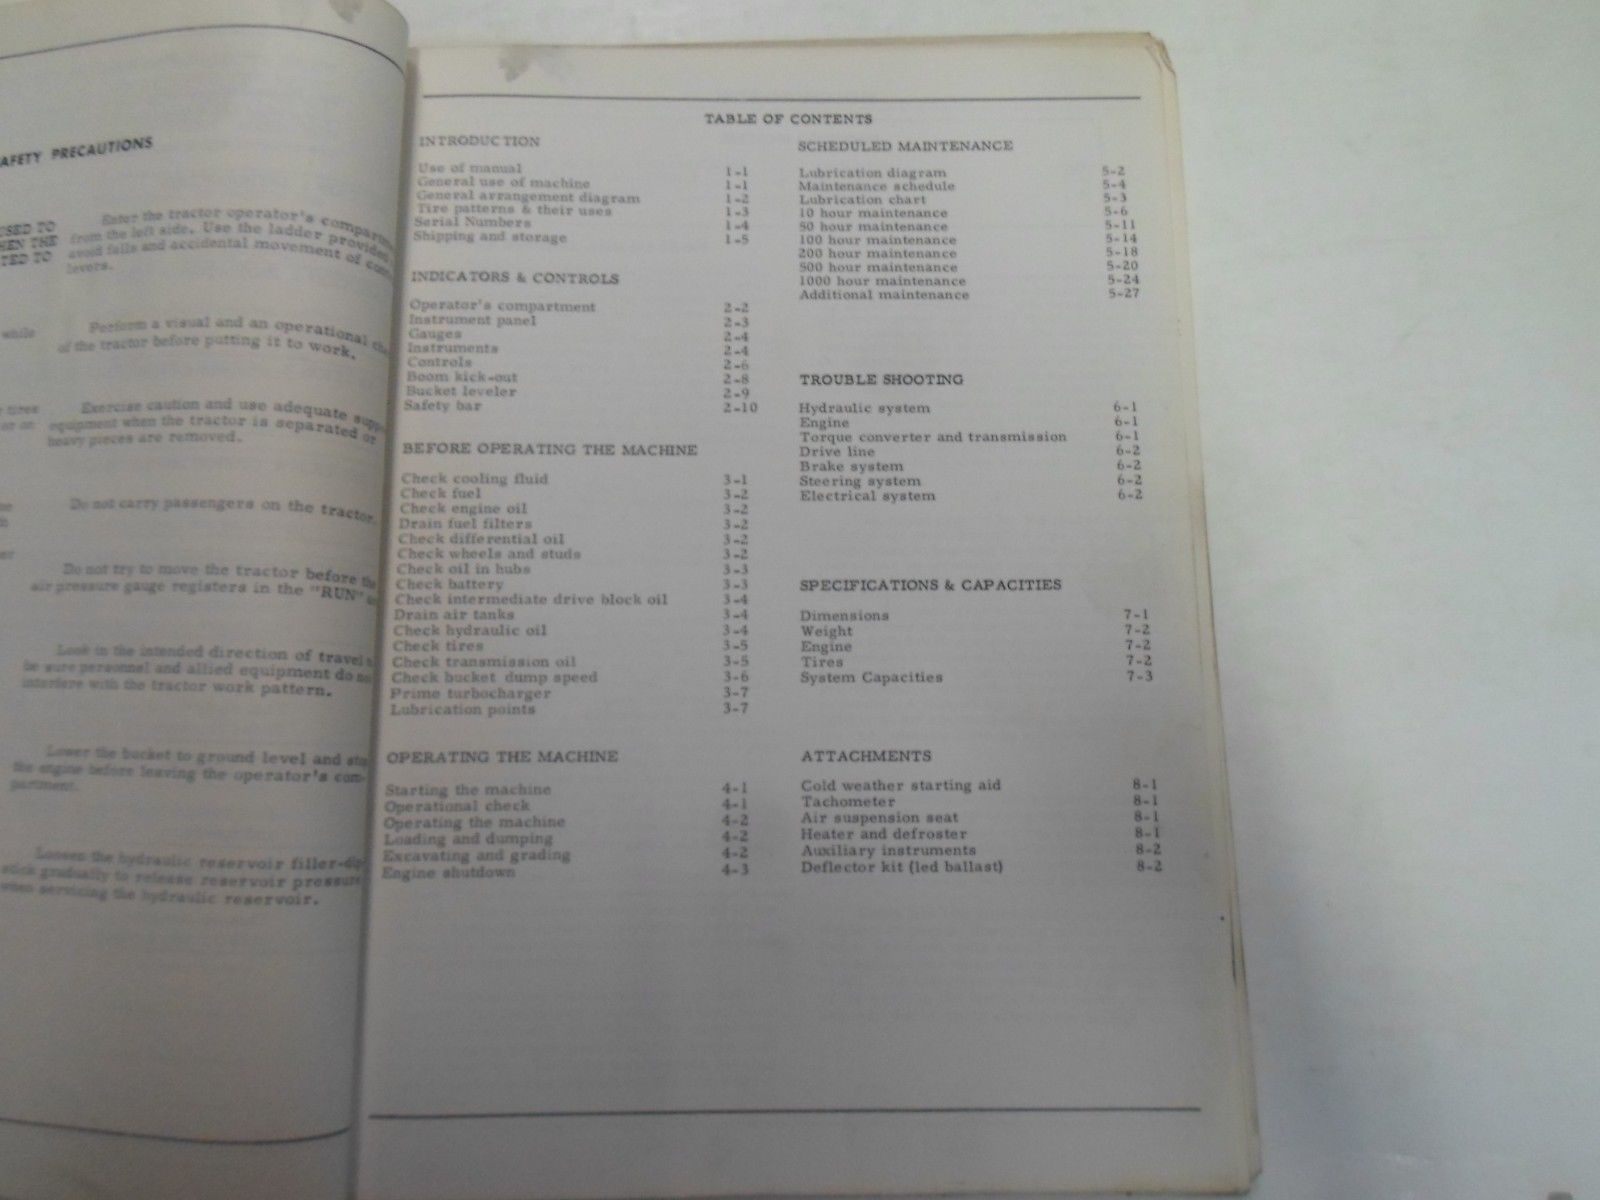 AFETY PRECAUTIONS
USED TO
HEN THE
TED TO
Enter the tractor operator's
from the left side. Use the ladder provided
avoid falls and accidental movement of
levers.
while
Perform a visual and an operational
of the tractor before putting it to work.
tires
or on
Exercise caution and use adequate
equipment when the tractor is separated or
heavy pieces are removed.
Do not carry passengers on the tractor.
Do not try to move the tractor before the
air pressure gauge registers in the "RUN"
Look in the intended direction of travel
be sure personnel and allied equipment do not
interfere with the tractor work pattern.
Lower the bucket to ground level and
the engine before leaving the operator's com-
partment.
Loosen the hydraulic reservoir filler-dip
stick gradually to release reservoir pressure
when servicing the hydraulic reservoir.
TABLE OF CONTENTS
INTRODUCTION
Use of manual 1-1
General use of machine 1-1
General arrangement diagram 1-2
Tire patterns & their uses 1-3
Serial Numbers 1-4
Shipping and storage 1-5
INDICATORS & CONTROLS
Operator's compartment 2-2
Instrument panel 2-3
Gauges 2-4
Instruments 2-4
Controls 2-6
Boom kick-out 2-8
Bucket leveler 2-9
Safety bar 2-10
BEFORE OPERATING THE MACHINE
Check cooling fluid 3-1
Check fuel 3-2
Check engine oil 3-2
Drain fuel filters 3-2
Check differential oil 3-2
Check wheels and studs 3-2
Check oil in hubs 3-3
Check battery 3-3
Check intermediate drive block oil 3-4
Drain air tanks 3-4
Check hydraulic oil 3-4
Check tires 3-5
Check transmission oil 3-5
Check bucket dump speed 3-6
Prime turbocharger 3-7
Lubrication points 3-7
OPERATING THE MACHINE
Starting the machine 4-1
Operational check 4-1
Operating the machine 4-2
Loading and dumping 4-2
Excavating and grading 4-2
Engine shutdown 4-3
SCHEDULED MAINTENANCE
Lubrication diagram 5-2
Maintenance schedule 5-4
Lubrication chart 5-3
10 hour maintenance 5-6
50 hour maintenance 5-11
100 hour maintenance 5-14
200 hour maintenance 5-18
500 hour maintenance 5-20
1000 hour maintenance 5-24
Additional maintenance 5-27
TROUBLE SHOOTING
Hydraulic system 6-1
Engine 6-1
Torque converter and transmission 6-1
Drive line 6-2
Brake system 6-2
Steering system 6-2
Electrical system 6-2
SPECIFICATIONS & CAPACITIES
Dimensions 7-1
Weight 7-2
Engine 7-2
Tires 7-2
System Capacities 7-3
ATTACHMENTS
Cold weather starting aid 8-1
Tachometer 8-1
Air suspension seat 8-1
Heater and defroster 8-1
Auxiliary instruments 8-2
Deflector kit (led ballast) 8-2